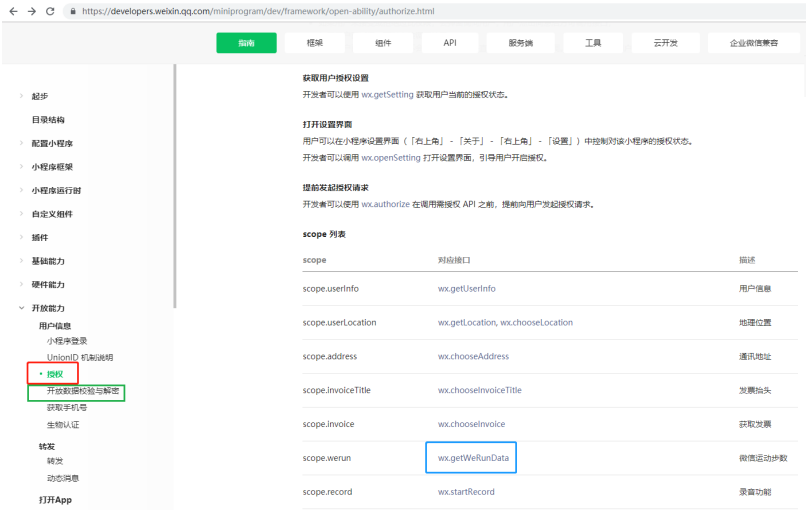 https://developers.weixin.qq.com/miniprogram/dev/framework/open-ability/authorize.html
指南 框架 组件 API 服务端 工具 云开发 企业微信兼容
起步
目录结构
配置小程序
小程序框架
小程序运行时
自定义组件
插件
基础能力
硬件能力
开放能力
用户信息
小程序登录
UnionID 机制说明
授权
开放数据校验与解密
获取手机号
生物认证
转发
转发
动态消息
打开App
获取用户授权设置
开发者可以使用 wx.getSetting 获取用户当前的授权状态。
打开设置界面
用户可以在小程序设置界面（「右上角」 - 「关于」 - 「右上角」 - 「设置」）中控制对该小程序的授权状态。
开发者可以调用 wx.openSetting 打开设置界面，引导用户开启授权。
提前发起授权请求
开发者可以使用 wx.authorize 在调用需授权 API 之前，提前向用户发起授权请求。
scope 列表
scope 对应接口 描述
scope.userInfo wx.getUserInfo 用户信息
scope.userLocation wx.getLocation, wx.chooseLocation 地理位置
scope.address wx.chooseAddress 通讯地址
scope.invoiceTitle wx.chooseInvoiceTitle 发票抬头
scope.invoice wx.chooseInvoice 获取发票
scope.werun wx.getWeRunData 微信运动步数
scope.record wx.startRecord 录音功能